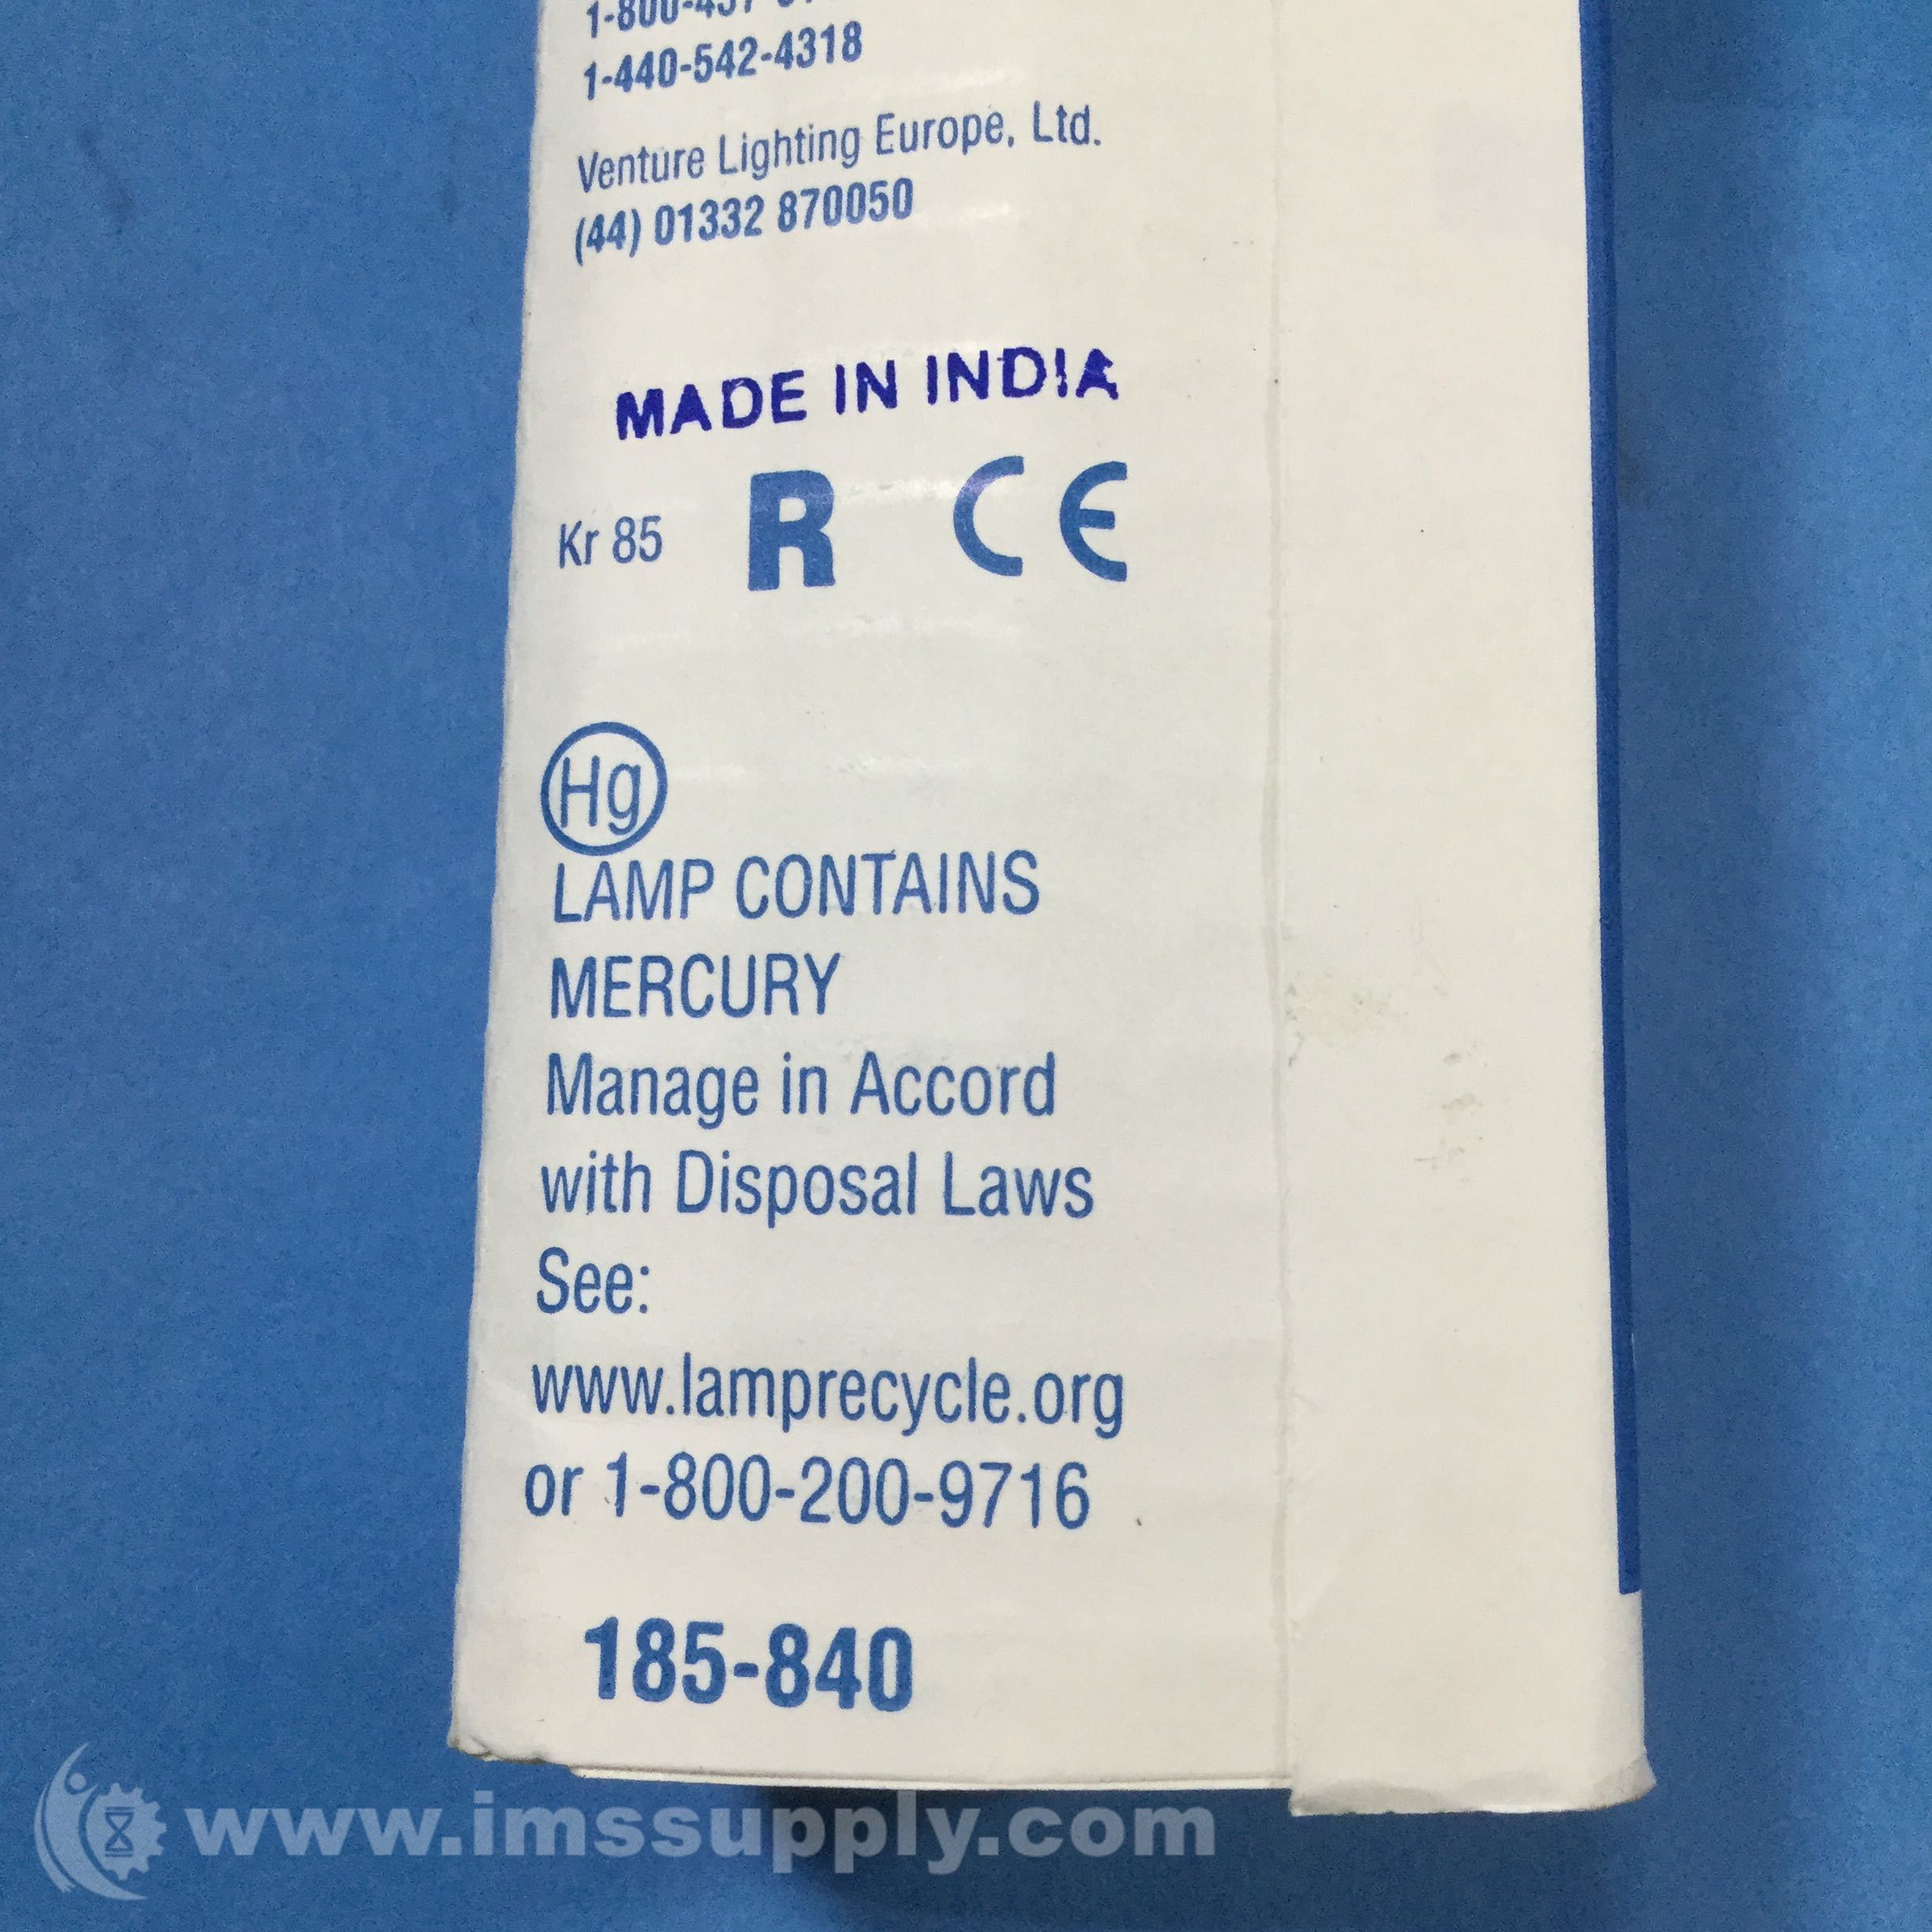 1-440-542-4318
Venture Lighting Europe, Ltd.
(44) 01332 870050
MADE IN INDIA
Kr 85 R CE
Hg
LAMP CONTAINS
MERCURY
Manage in Accord
with Disposal Laws
See:
www.lamprecycle.org
or 1-800-200-9716
185-840
www.imssupply.com